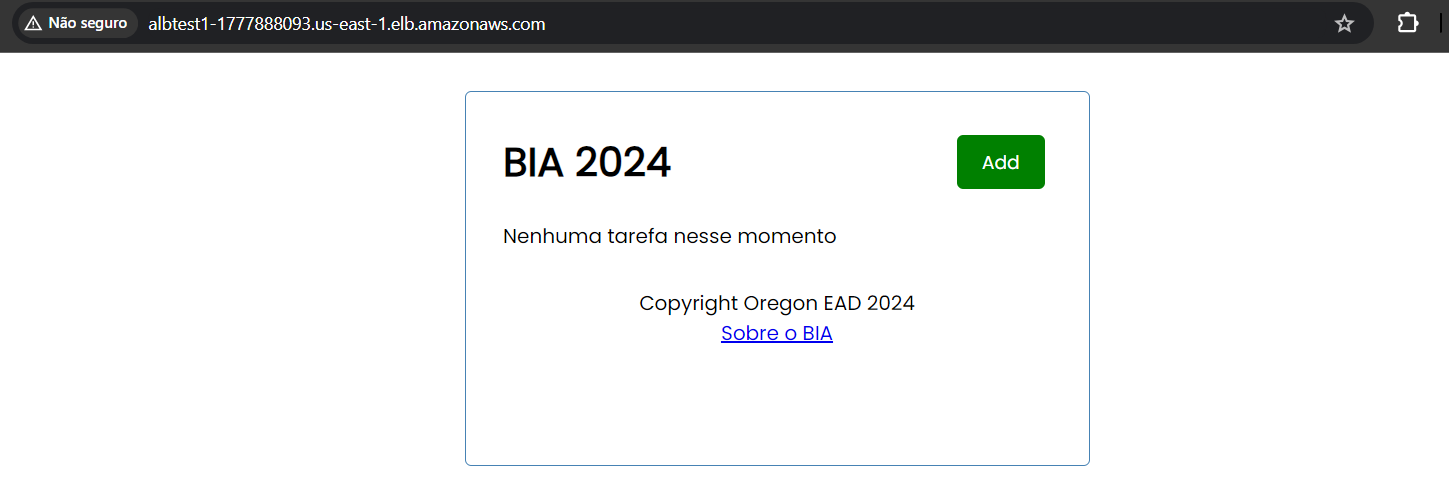 Não seguro albtest1-1777888093.us-east-1.elb.amazonaws.com
BIA 2024 Add
Nenhuma tarefa nesse momento
Copyright Oregon EAD 2024
Sobre o BIA